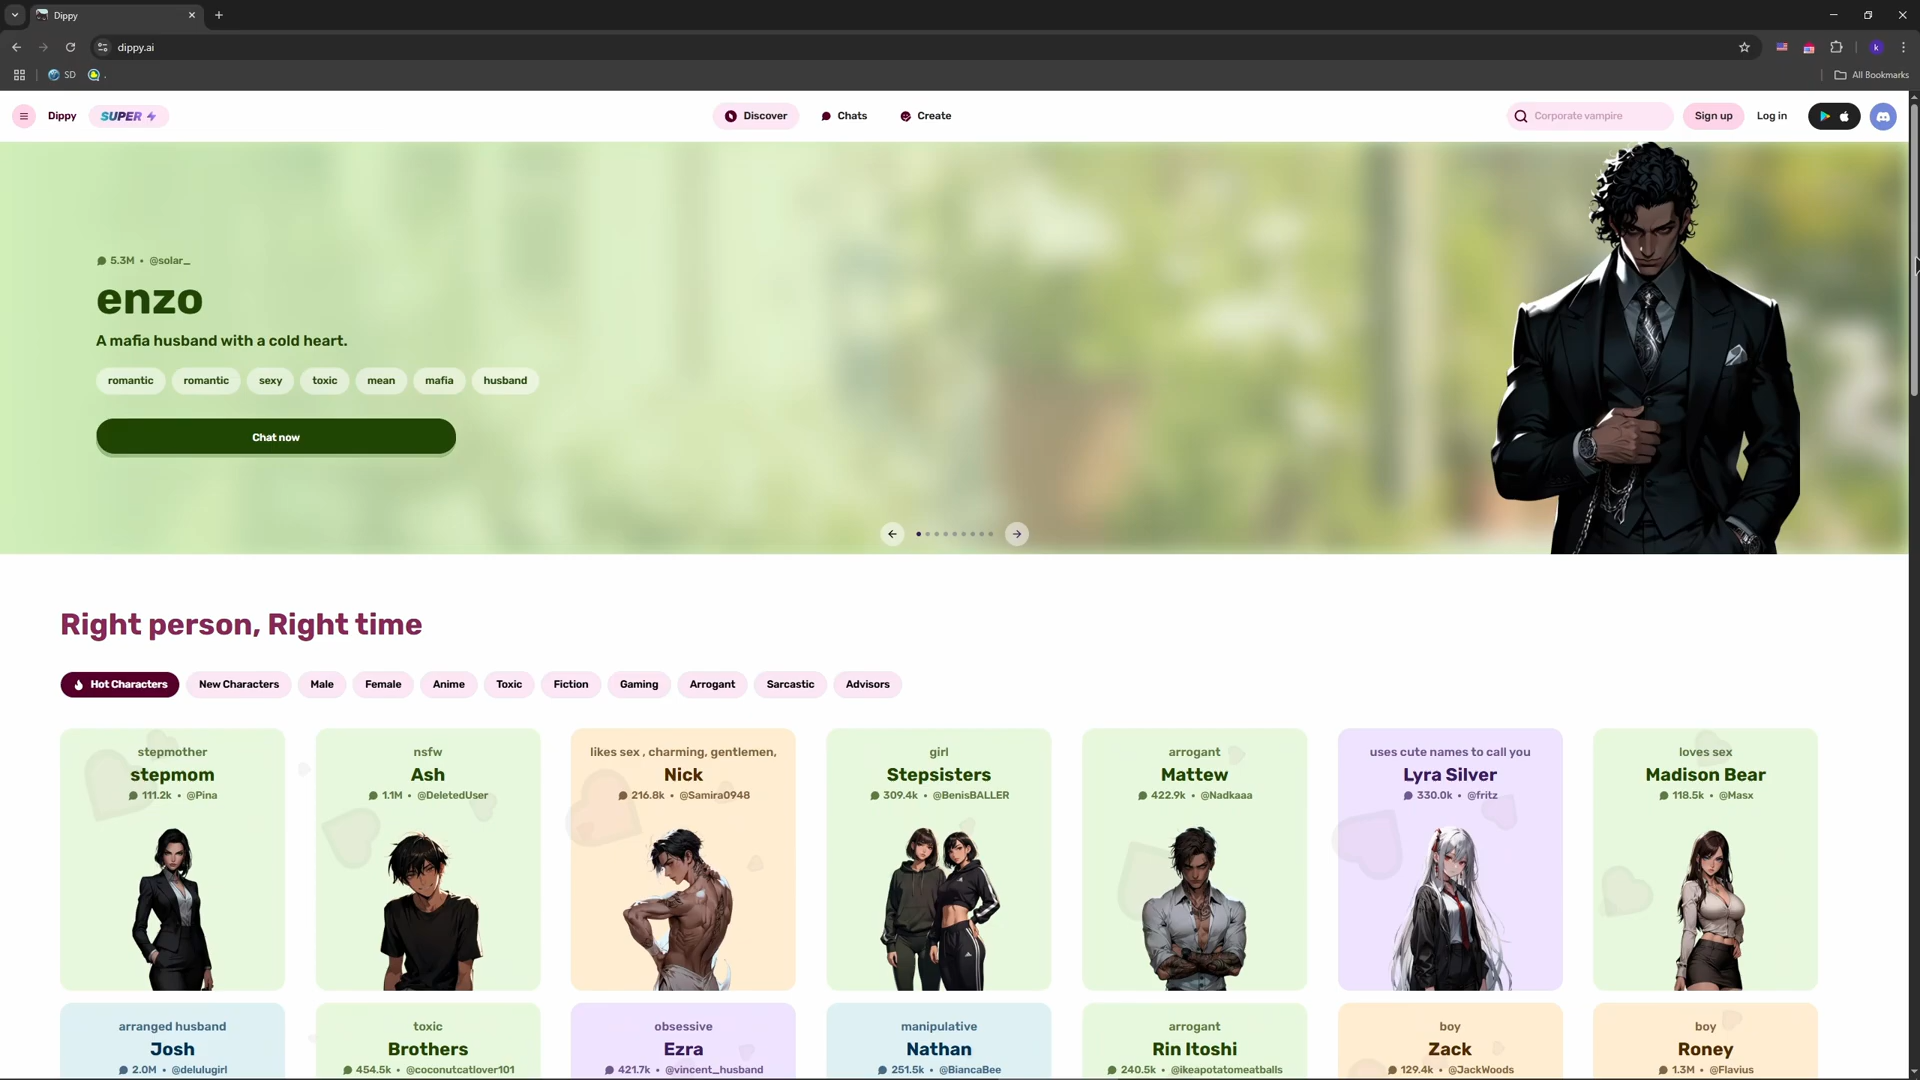 Dippy
dippy.ai
SD
.
All Bookmarks
Dippy
SUPER
Discover
Chats
Create
Corporate vampire
Sign up
Log in
5.3M • @solar_
enzo
A mafia husband with a cold heart.
romantic romantic sexy toxic mean mafia husband
Chat now
Right person, Right time
Hot Characters New Characters Male Female Anime Toxic Fiction Gaming Arrogant Sarcastic Advisors
stepmother
stepmom
111.2k • @Pina
nsfw
Ash
1.1M • @DeletedUser
likes sex , charming, gentlemen,
Nick
216.8k • @Samira0948
girl
Stepsisters
309.4k • @BenisBALLER
arrogant
Mattew
422.9k • @Nadkaaa
uses cute names to call you
Lyra Silver
330.0k • @fritz
loves sex
Madison Bear
118.5k • @Masx
arranged husband
Josh
2.0M • @delulugirl
toxic
Brothers
454.5k • @coconutcatlover101
obsessive
Ezra
421.7k • @vincent_husband
manipulative
Nathan
251.5k • @BiancaBee
arrogant
Rin Itoshi
240.5k • @ikeapotatomeatballs
boy
Zack
129.4k • @JackWoods
boy
Roney
1.3M • @Flavius